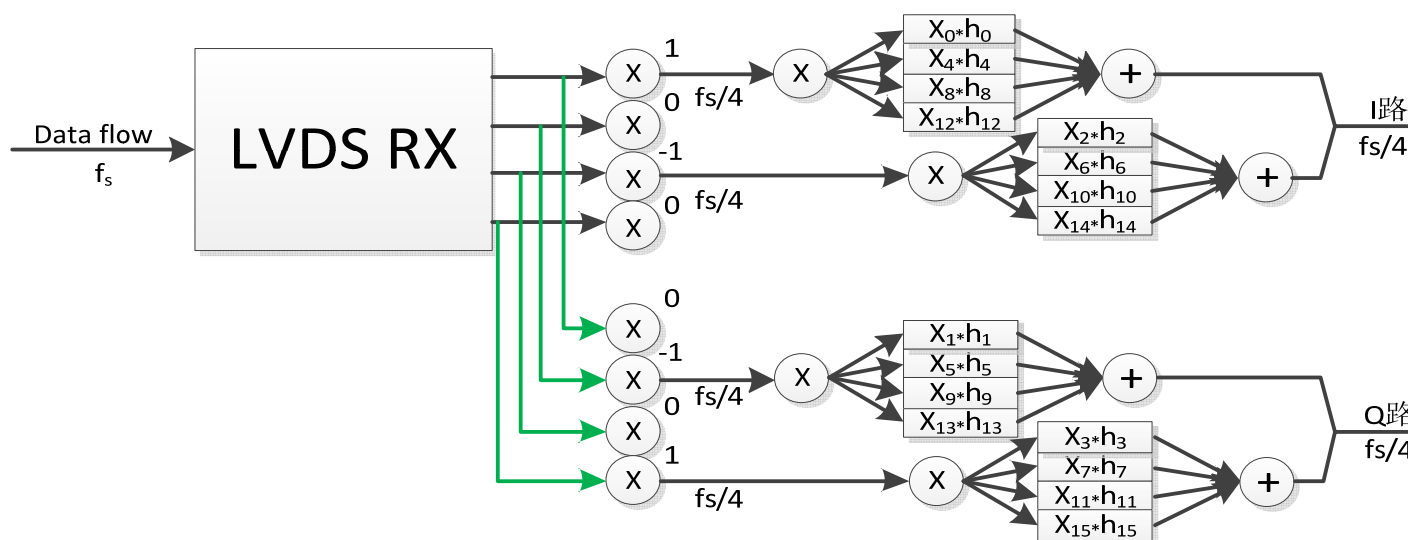 Data flow
fs
LVDS RX
X
1
fs/4
X
0
X
-1
fs/4
X
0
X
X₀*h₀
X₄*h₄
X₈*h₈
X₁₂*h₁₂
+
X
X₂*h₂
X₆*h₆
X₁₀*h₁₀
X₁₄*h₁₄
+
I路
fs/4
X
0
X
-1
fs/4
X
0
X
1
fs/4
X
X₁*h₁
X₅*h₅
X₉*h₉
X₁₃*h₁₃
+
X
X₃*h₃
X₇*h₇
X₁₁*h₁₁
X₁₅*h₁₅
+
Q路
fs/4